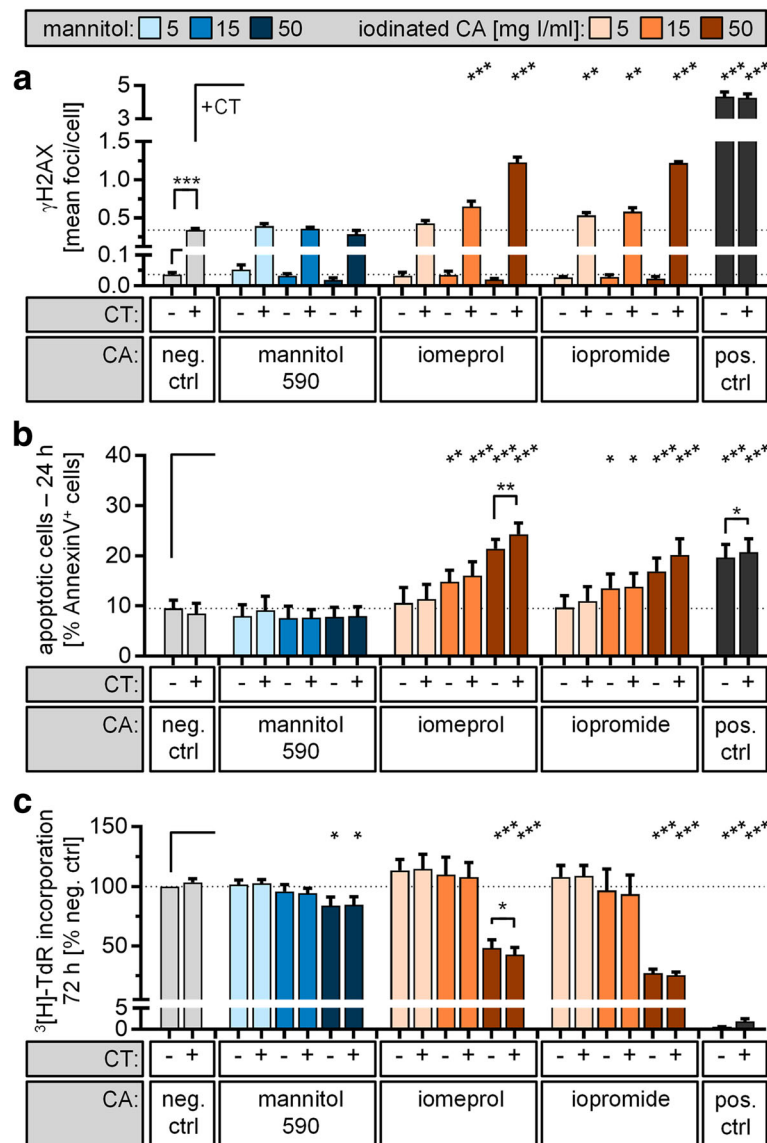 mannitol: 5 15 50 iodinated CA [mg I/ml]: 5 15 50
a
+CT
*** ***
** ** ***
*** ***
***
γH2AX
[mean foci/cell]
5
3
1.5
1.0
0.5
0.1
0.0
CT: - + - + - + - + - + - + - + - + - + - + - +
CA: neg. ctrl
mannitol 590
iomeprol
iopromide
pos. ctrl
b
** *** *** ***
* * *** ***
*** ***
**
*
apoptotic cells – 24 h
[% AnnexinV+ cells]
40
30
20
10
0
CT: - + - + - + - + - + - + - + - + - + - + - +
CA: neg. ctrl
mannitol 590
iomeprol
iopromide
pos. ctrl
c
* *
*** ***
*** ***
*** ***
*
³[H]-TdR incorporation
72 h [% neg. ctrl]
150
100
50
5
0
CT: - + - + - + - + - + - + - + - + - + - + - +
CA: neg. ctrl
mannitol 590
iomeprol
iopromide
pos. ctrl